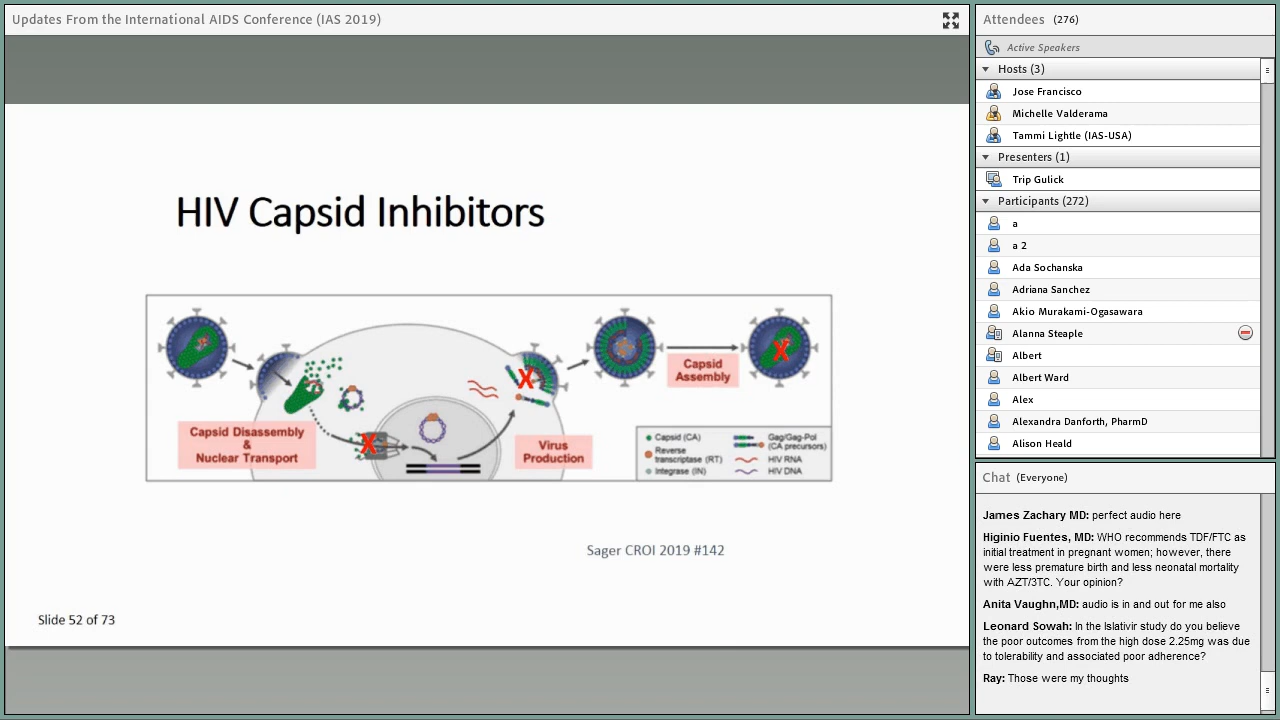 Updates From the International AIDS Conference (IAS 2019)
HIV Capsid Inhibitors
Capsid Disassembly
&
Nuclear Transport
Virus
Production
Capsid
Assembly
Capsid (CA)
Reverse
transcriptase (RT)
Integrase (IN)
Gag/Gag-Pol
(CA precursors)
HIV RNA
HIV DNA
X
X
X
Sager CROI 2019 #142
Slide 52 of 73
Attendees (276)
Active Speakers
Hosts (3)
Jose Francisco
Michelle Valderama
Tammi Lightle (IAS-USA)
Presenters (1)
Trip Gulick
Participants (272)
a
a 2
Ada Sochanska
Adriana Sanchez
Akio Murakami-Ogasawara
Alanna Steaple
Albert
Albert Ward
Alex
Alexandra Danforth, PharmD
Alison Heald
Chat (Everyone)
James Zachary MD: perfect audio here
Higinio Fuentes, MD: WHO recommends TDF/FTC as
initial treatment in pregnant women; however, there
were less premature birth and less neonatal mortality
with AZT/3TC. Your opinion?
Anita Vaughn,MD: audio is in and out for me also
Leonard Sowah: In the Islativir study do you believe
the poor outcomes from the high dose 2.25mg was due
to tolerability and associated poor adherence?
Ray: Those were my thoughts